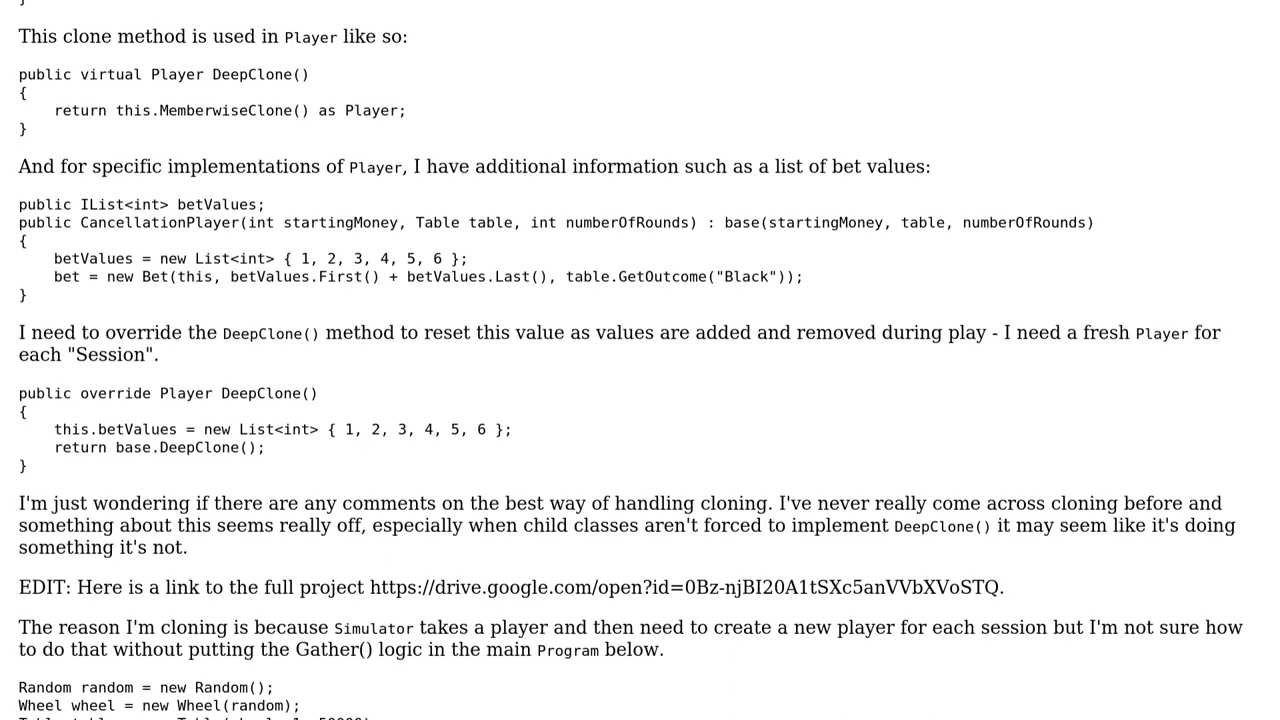 }
This clone method is used in Player like so:
public virtual Player DeepClone()
{
    return this.MemberwiseClone() as Player;
}
And for specific implementations of Player, I have additional information such as a list of bet values:
public IList<int> betValues;
public CancellationPlayer(int startingMoney, Table table, int numberOfRounds) : base(startingMoney, table, numberOfRounds)
{
    betValues = new List<int> { 1, 2, 3, 4, 5, 6 };
    bet = new Bet(this, betValues.First() + betValues.Last(), table.GetOutcome("Black"));
}
I need to override the DeepClone() method to reset this value as values are added and removed during play - I need a fresh Player for
each "Session".
public override Player DeepClone()
{
    this.betValues = new List<int> { 1, 2, 3, 4, 5, 6 };
    return base.DeepClone();
}
I'm just wondering if there are any comments on the best way of handling cloning. I've never really come across cloning before and
something about this seems really off, especially when child classes aren't forced to implement DeepClone() it may seem like it's doing
something it's not.
EDIT: Here is a link to the full project https://drive.google.com/open?id=0Bz-njBI20A1tSXc5anVVbXVoSTQ.
The reason I'm cloning is because Simulator takes a player and then need to create a new player for each session but I'm not sure how
to do that without putting the Gather() logic in the main Program below.
Random random = new Random();
Wheel wheel = new Wheel(random);